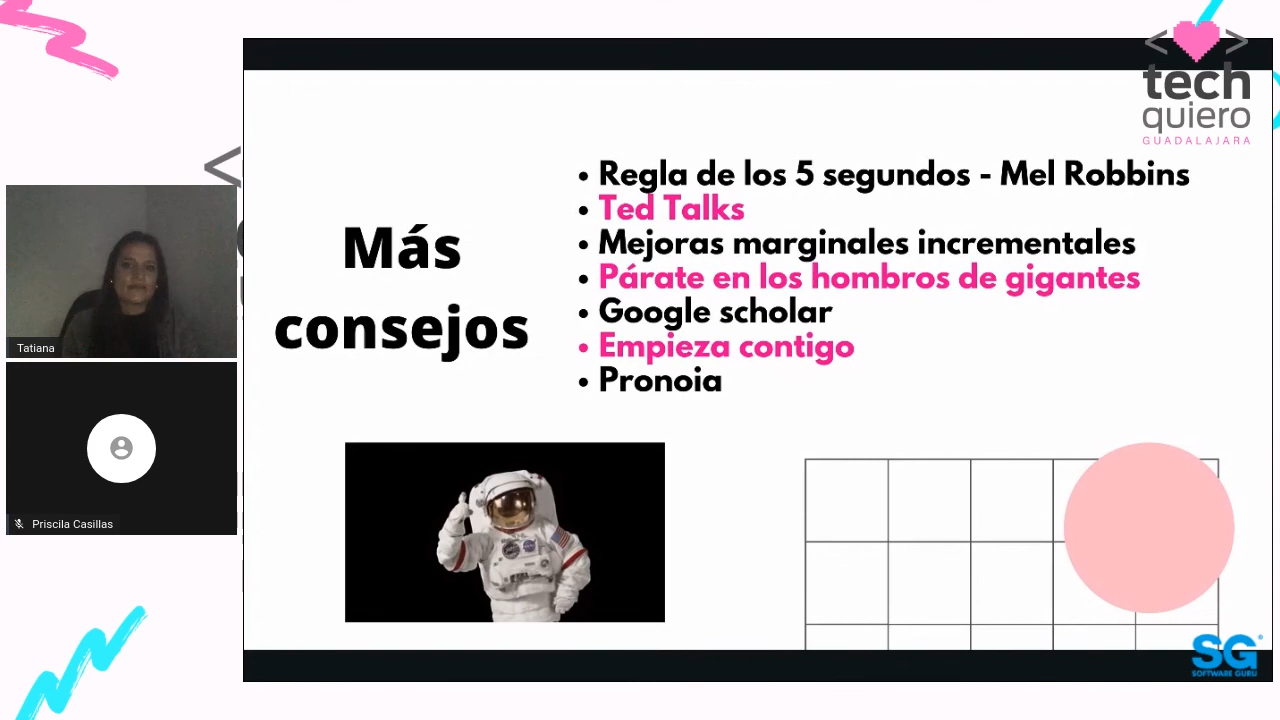 < >
tech
quiero
GUADALAJARA
Más
consejos
• Regla de los 5 segundos - Mel Robbins
• Ted Talks
• Mejoras marginales incrementales
• Párate en los hombros de gigantes
• Google scholar
• Empieza contigo
• Pronoia
Tatiana
Priscila Casillas
SG
SOFTWARE GURU